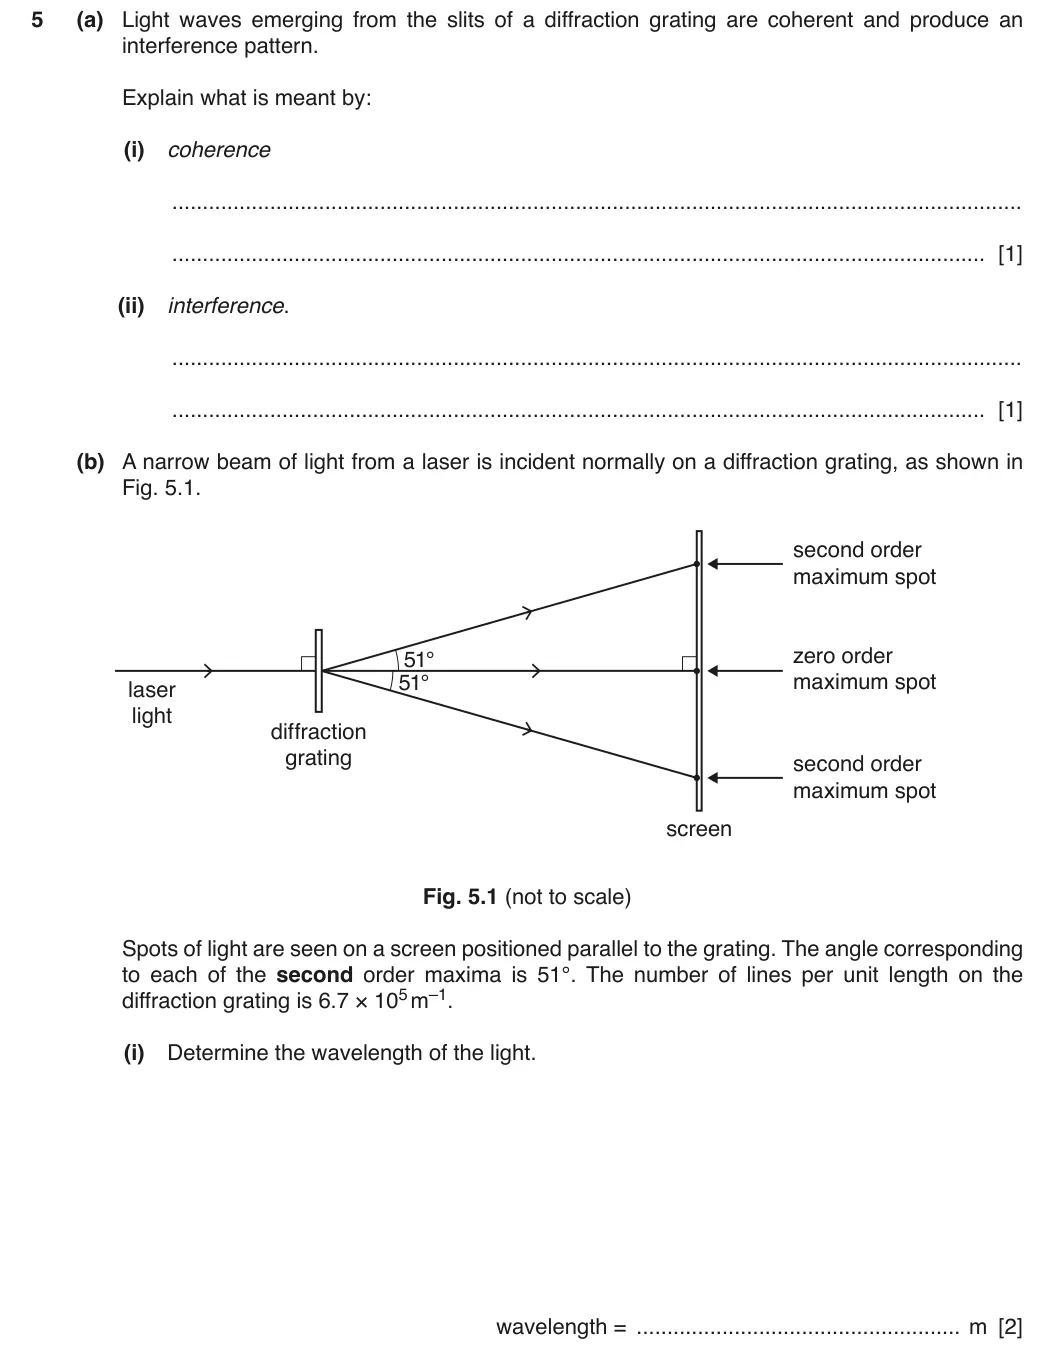 5 (a) Light waves emerging from the slits of a diffraction grating are coherent and produce an
interference pattern.
Explain what is meant by:
(i) coherence
..........................................................................................................................................
.................................................................................................................................... [1]
(ii) interference.
..........................................................................................................................................
.................................................................................................................................... [1]
(b) A narrow beam of light from a laser is incident normally on a diffraction grating, as shown in
Fig. 5.1.
second order
maximum spot
51°
zero order
maximum spot
51°
laser
light
diffraction
grating
second order
maximum spot
screen
Fig. 5.1 (not to scale)
Spots of light are seen on a screen positioned parallel to the grating. The angle corresponding
to each of the second order maxima is 51°. The number of lines per unit length on the
diffraction grating is 6.7 × 10⁵ m⁻¹.
(i) Determine the wavelength of the light.
wavelength = ..................................................... m [2]